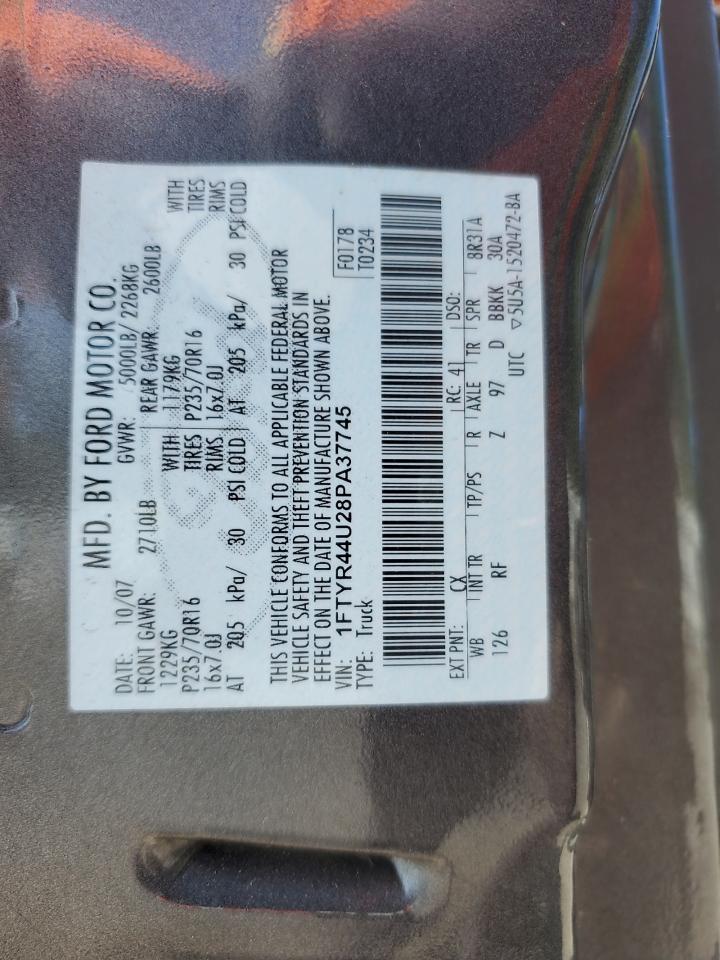 MFD. BY FORD MOTOR CO.
DATE: 10/07 GVWR: 5000LB/ 2268KG
FRONT GAWR: 2710LB REAR GAWR: 2600LB
1229KG WITH 1179KG WITH
P235/70R16 TIRES P235/70R16 TIRES
16x7.0J RIMS 16x7.0J RIMS
AT 205 kPa/ 30 PSI COLD AT 205 kPa/ 30 PSI COLD
THIS VEHICLE CONFORMS TO ALL APPLICABLE FEDERAL MOTOR
VEHICLE SAFETY AND THEFT PREVENTION STANDARDS IN
EFFECT ON THE DATE OF MANUFACTURE SHOWN ABOVE.
VIN: 1FTYR44U28PA37745 F0178
TYPE: Truck T0234
EXT PNT: CX RC: 41 DSO:
WB INT TR TP/PS R AXLE TR SPR 8R31A
126 RF Z 97 D BBKK 30A
UTC ▽5U5A-1520472-BA